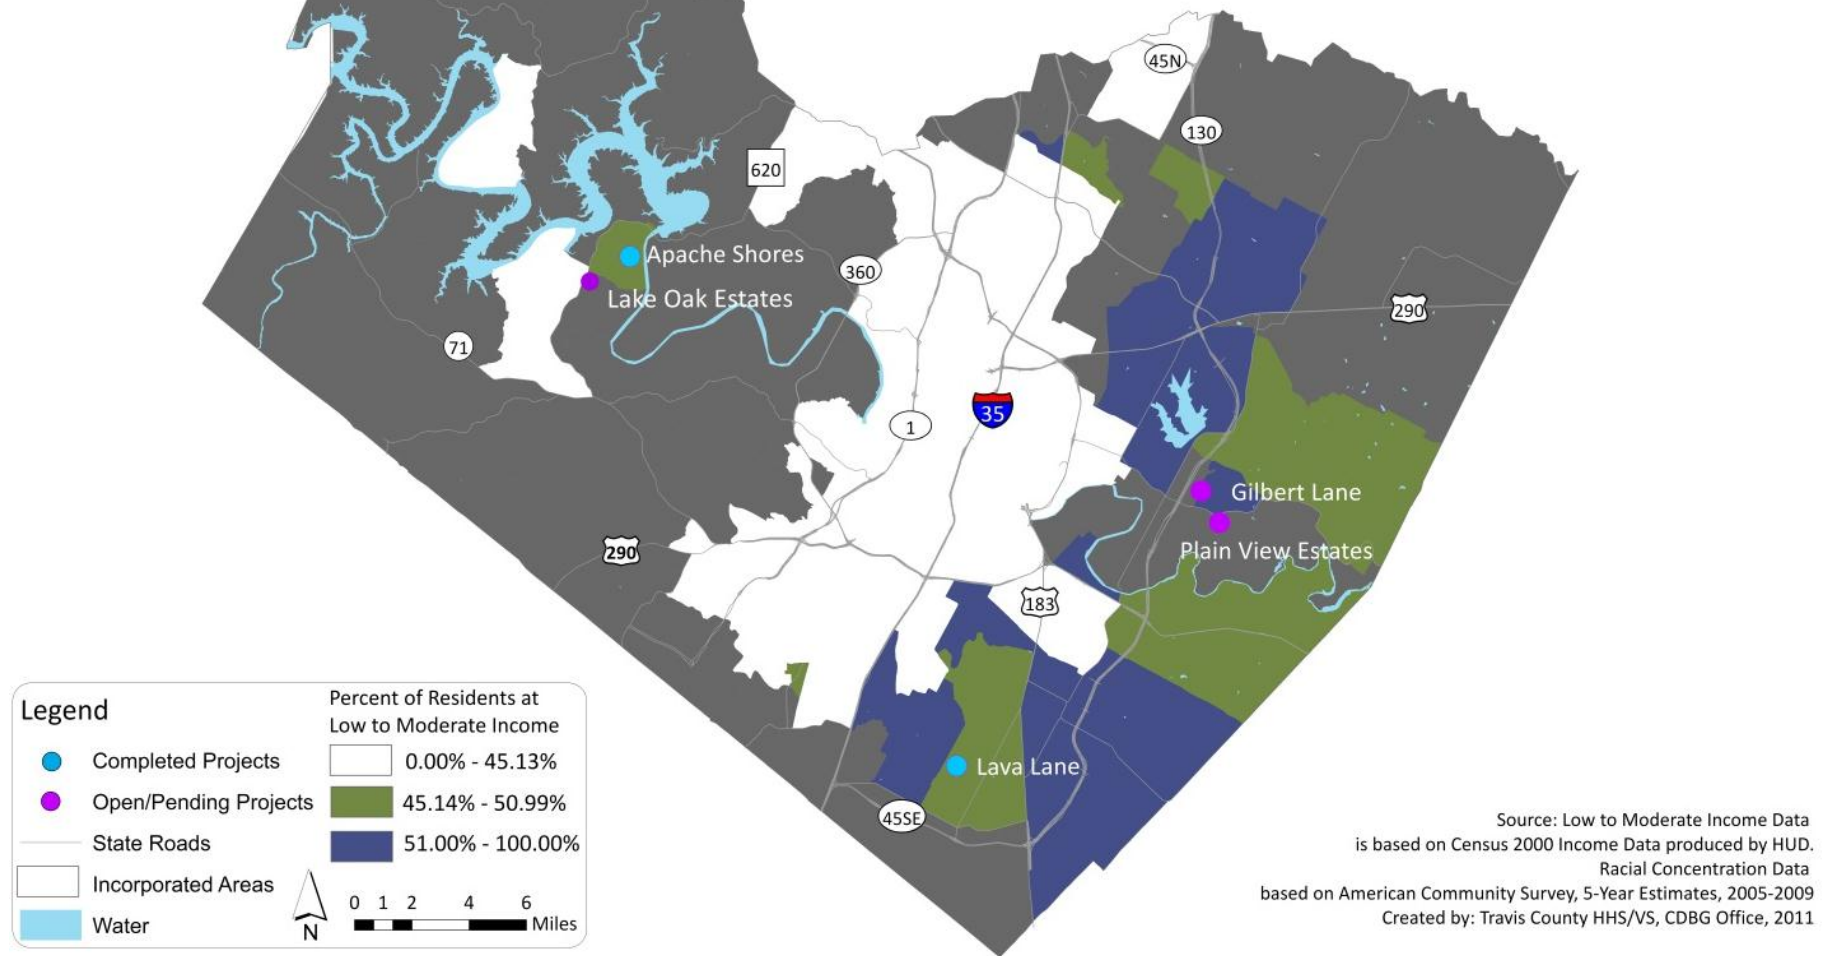 45N
130
620
Apache Shores
360
Lake Oak Estates
290
71
35
1
Gilbert Lane
Plain View Estates
290
183
Lava Lane
45SE
Legend
Completed Projects
Open/Pending Projects
State Roads
Incorporated Areas
Water
Percent of Residents at
Low to Moderate Income
0.00% - 45.13%
45.14% - 50.99%
51.00% - 100.00%
N
0 1 2 4 6
Miles
Source: Low to Moderate Income Data
is based on Census 2000 Income Data produced by HUD.
Racial Concentration Data
based on American Community Survey, 5-Year Estimates, 2005-2009
Created by: Travis County HHS/VS, CDBG Office, 2011